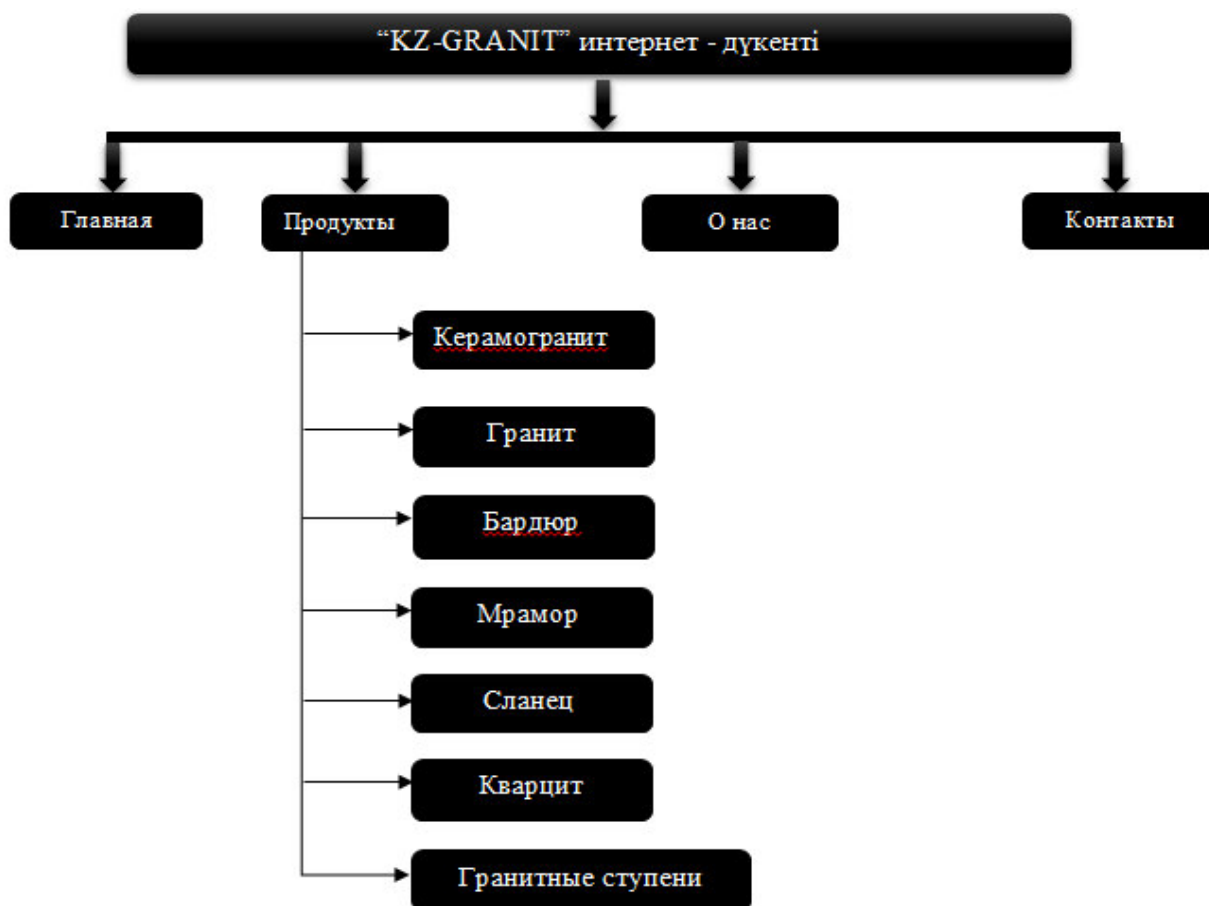 “KZ-GRANIT” интернет - дүкенті
Главная
Продукты
О нас
Контакты
Керамогранит
Гранит
Бардюр
Мрамор
Сланец
Кварцит
Гранитные ступени